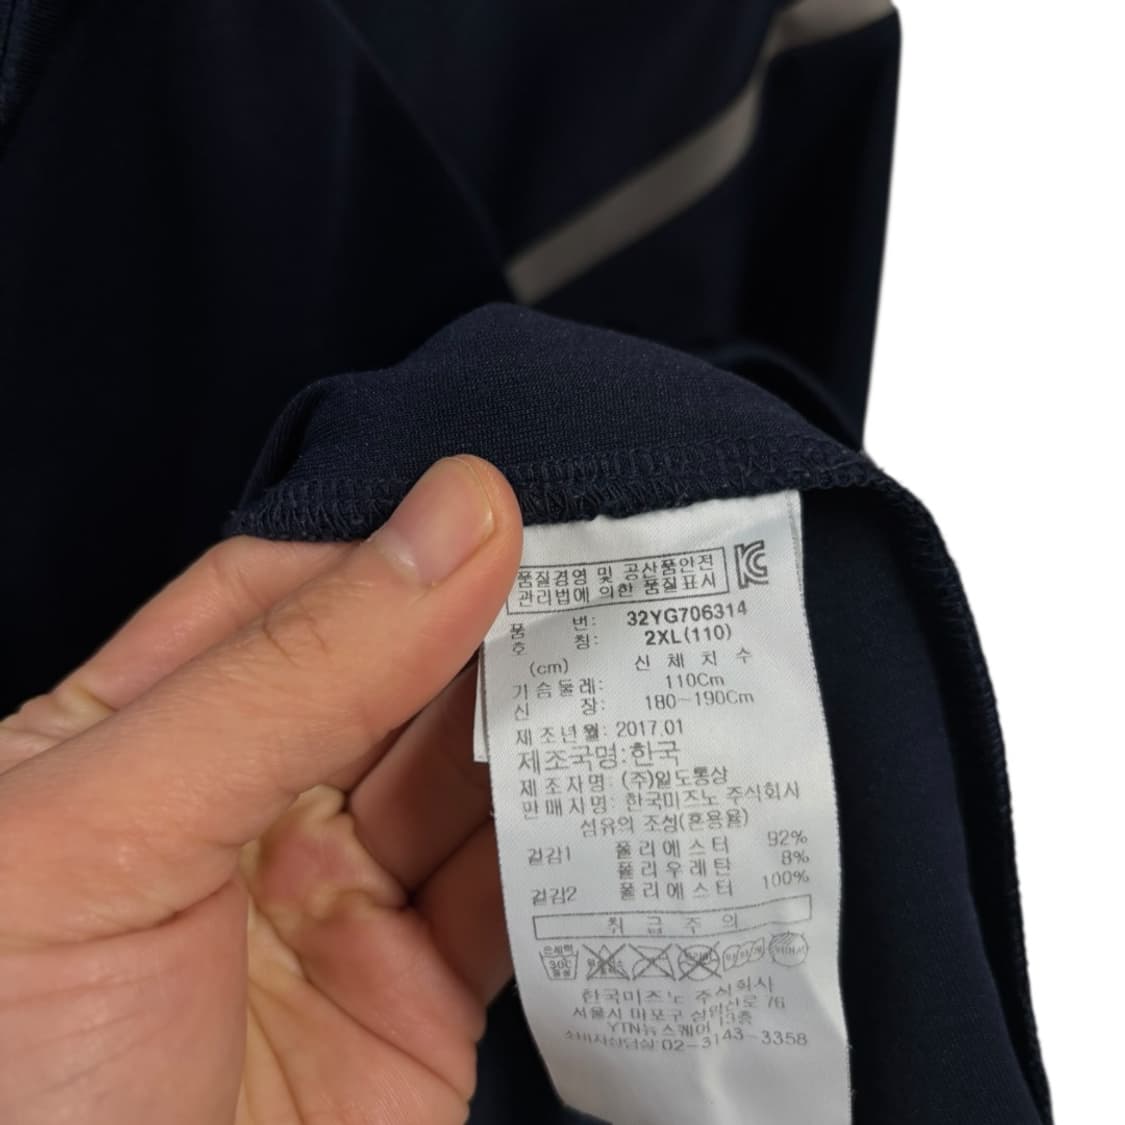 품질경영 및 공산품안전
관리법에 의한 품질표시
품 번: 32YG706314
호 칭: 2XL(110)
(cm) 신 체 치 수
가슴둘레: 110Cm
신 장: 180~190Cm
제조년월: 2017.01
제조국명:한국
제조자명: (주)일도통상
판매자명: 한국미즈노 주식회사
섬유의 조성(혼용율)
겉감1 폴리에스터 92%
폴리우레탄 8%
겉감2 폴리에스터 100%
취 급 주 의
30C
한국미즈노 주식회사
서울시 마포구 상암산로 76
YTN뉴스퀘어 13층
소비자상담실 02-3143-3358